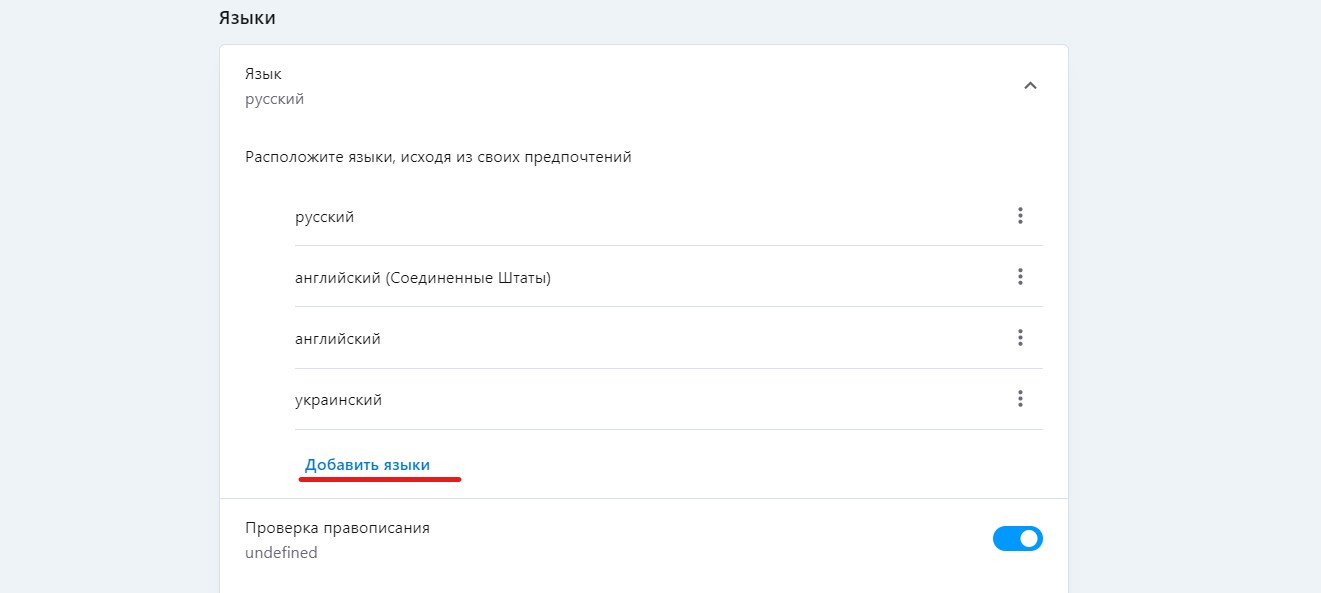 Языки
Язык
русский
Расположите языки, исходя из своих предпочтений
русский
английский (Соединенные Штаты)
английский
украинский
Добавить языки
Проверка правописания
undefined